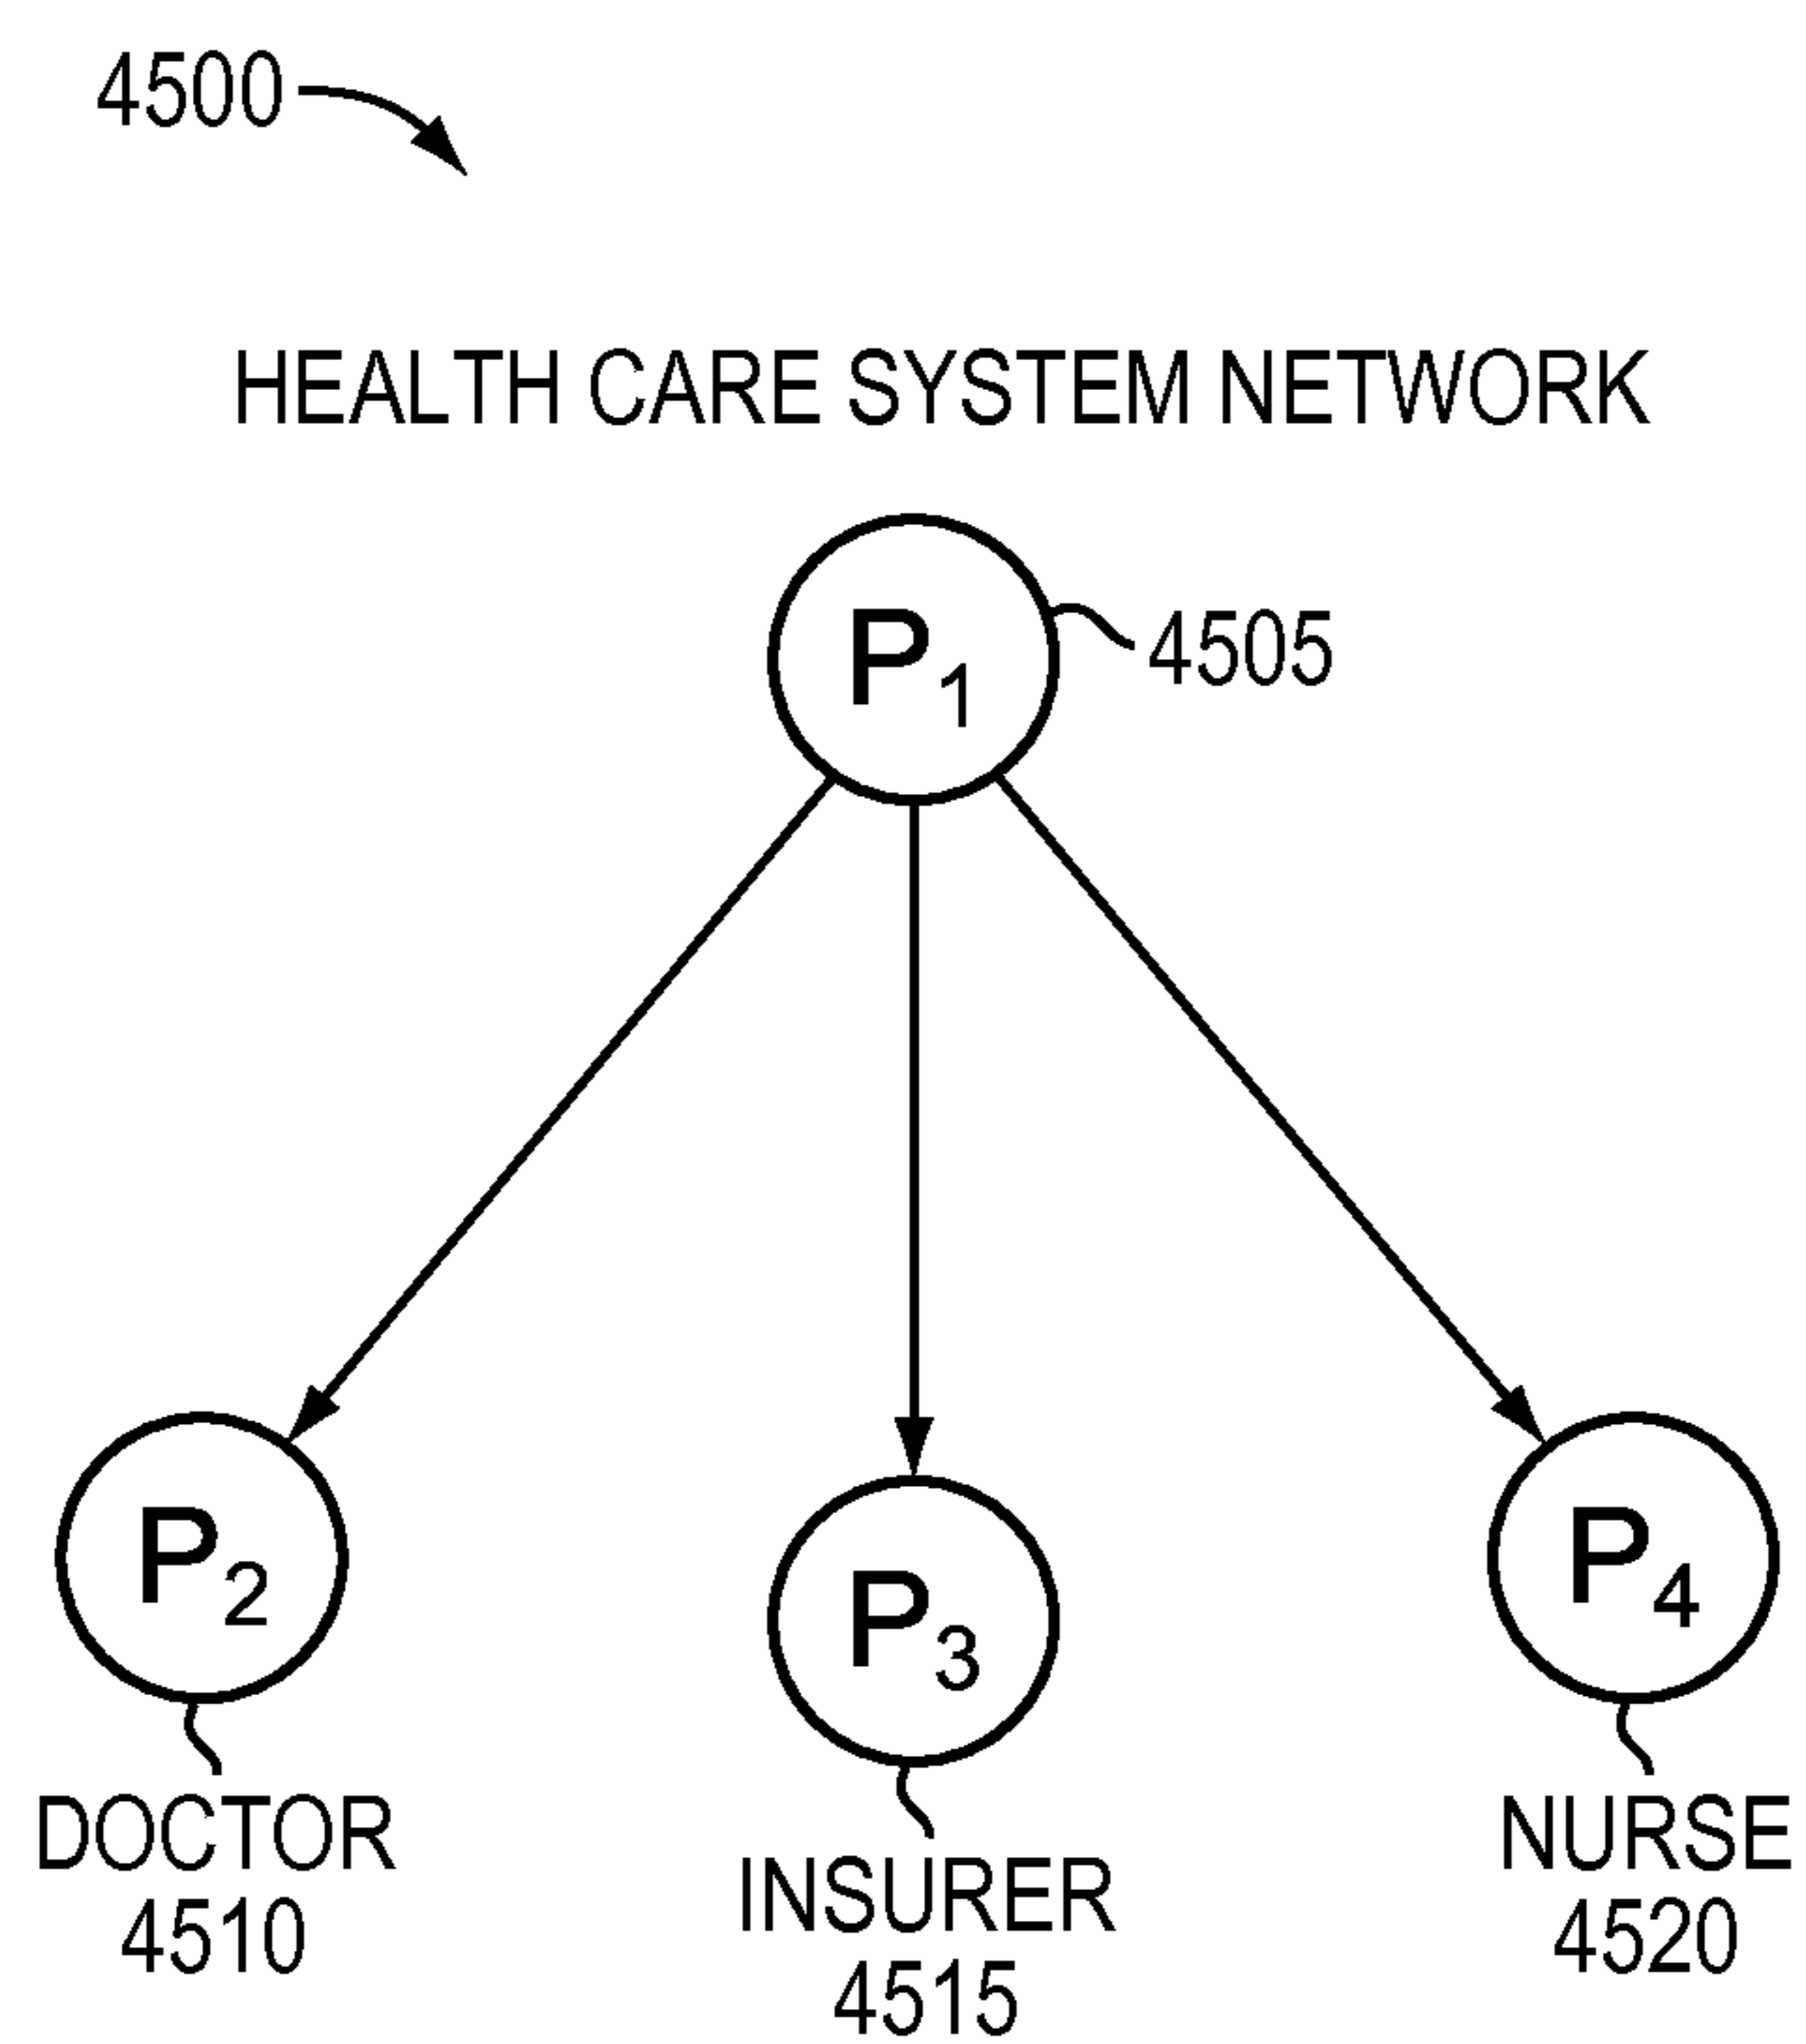 4500
HEALTH CARE SYSTEM NETWORK
P1
4505
P2
P3
P4
DOCTOR
4510
INSURER
4515
NURSE
4520